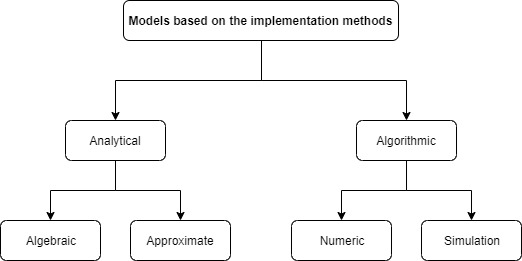 Models based on the implementation methods
Analytical
Algorithmic
Algebraic
Approximate
Numeric
Simulation